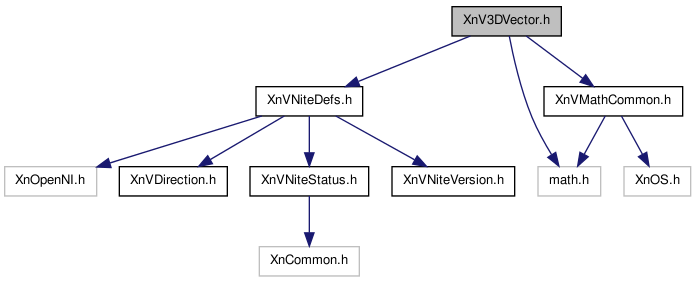 XnV3DVector.h
XnVNiteDefs.h
XnVMathCommon.h
XnOpenNI.h
XnVDirection.h
XnVNiteStatus.h
XnVNiteVersion.h
math.h
XnOS.h
XnCommon.h